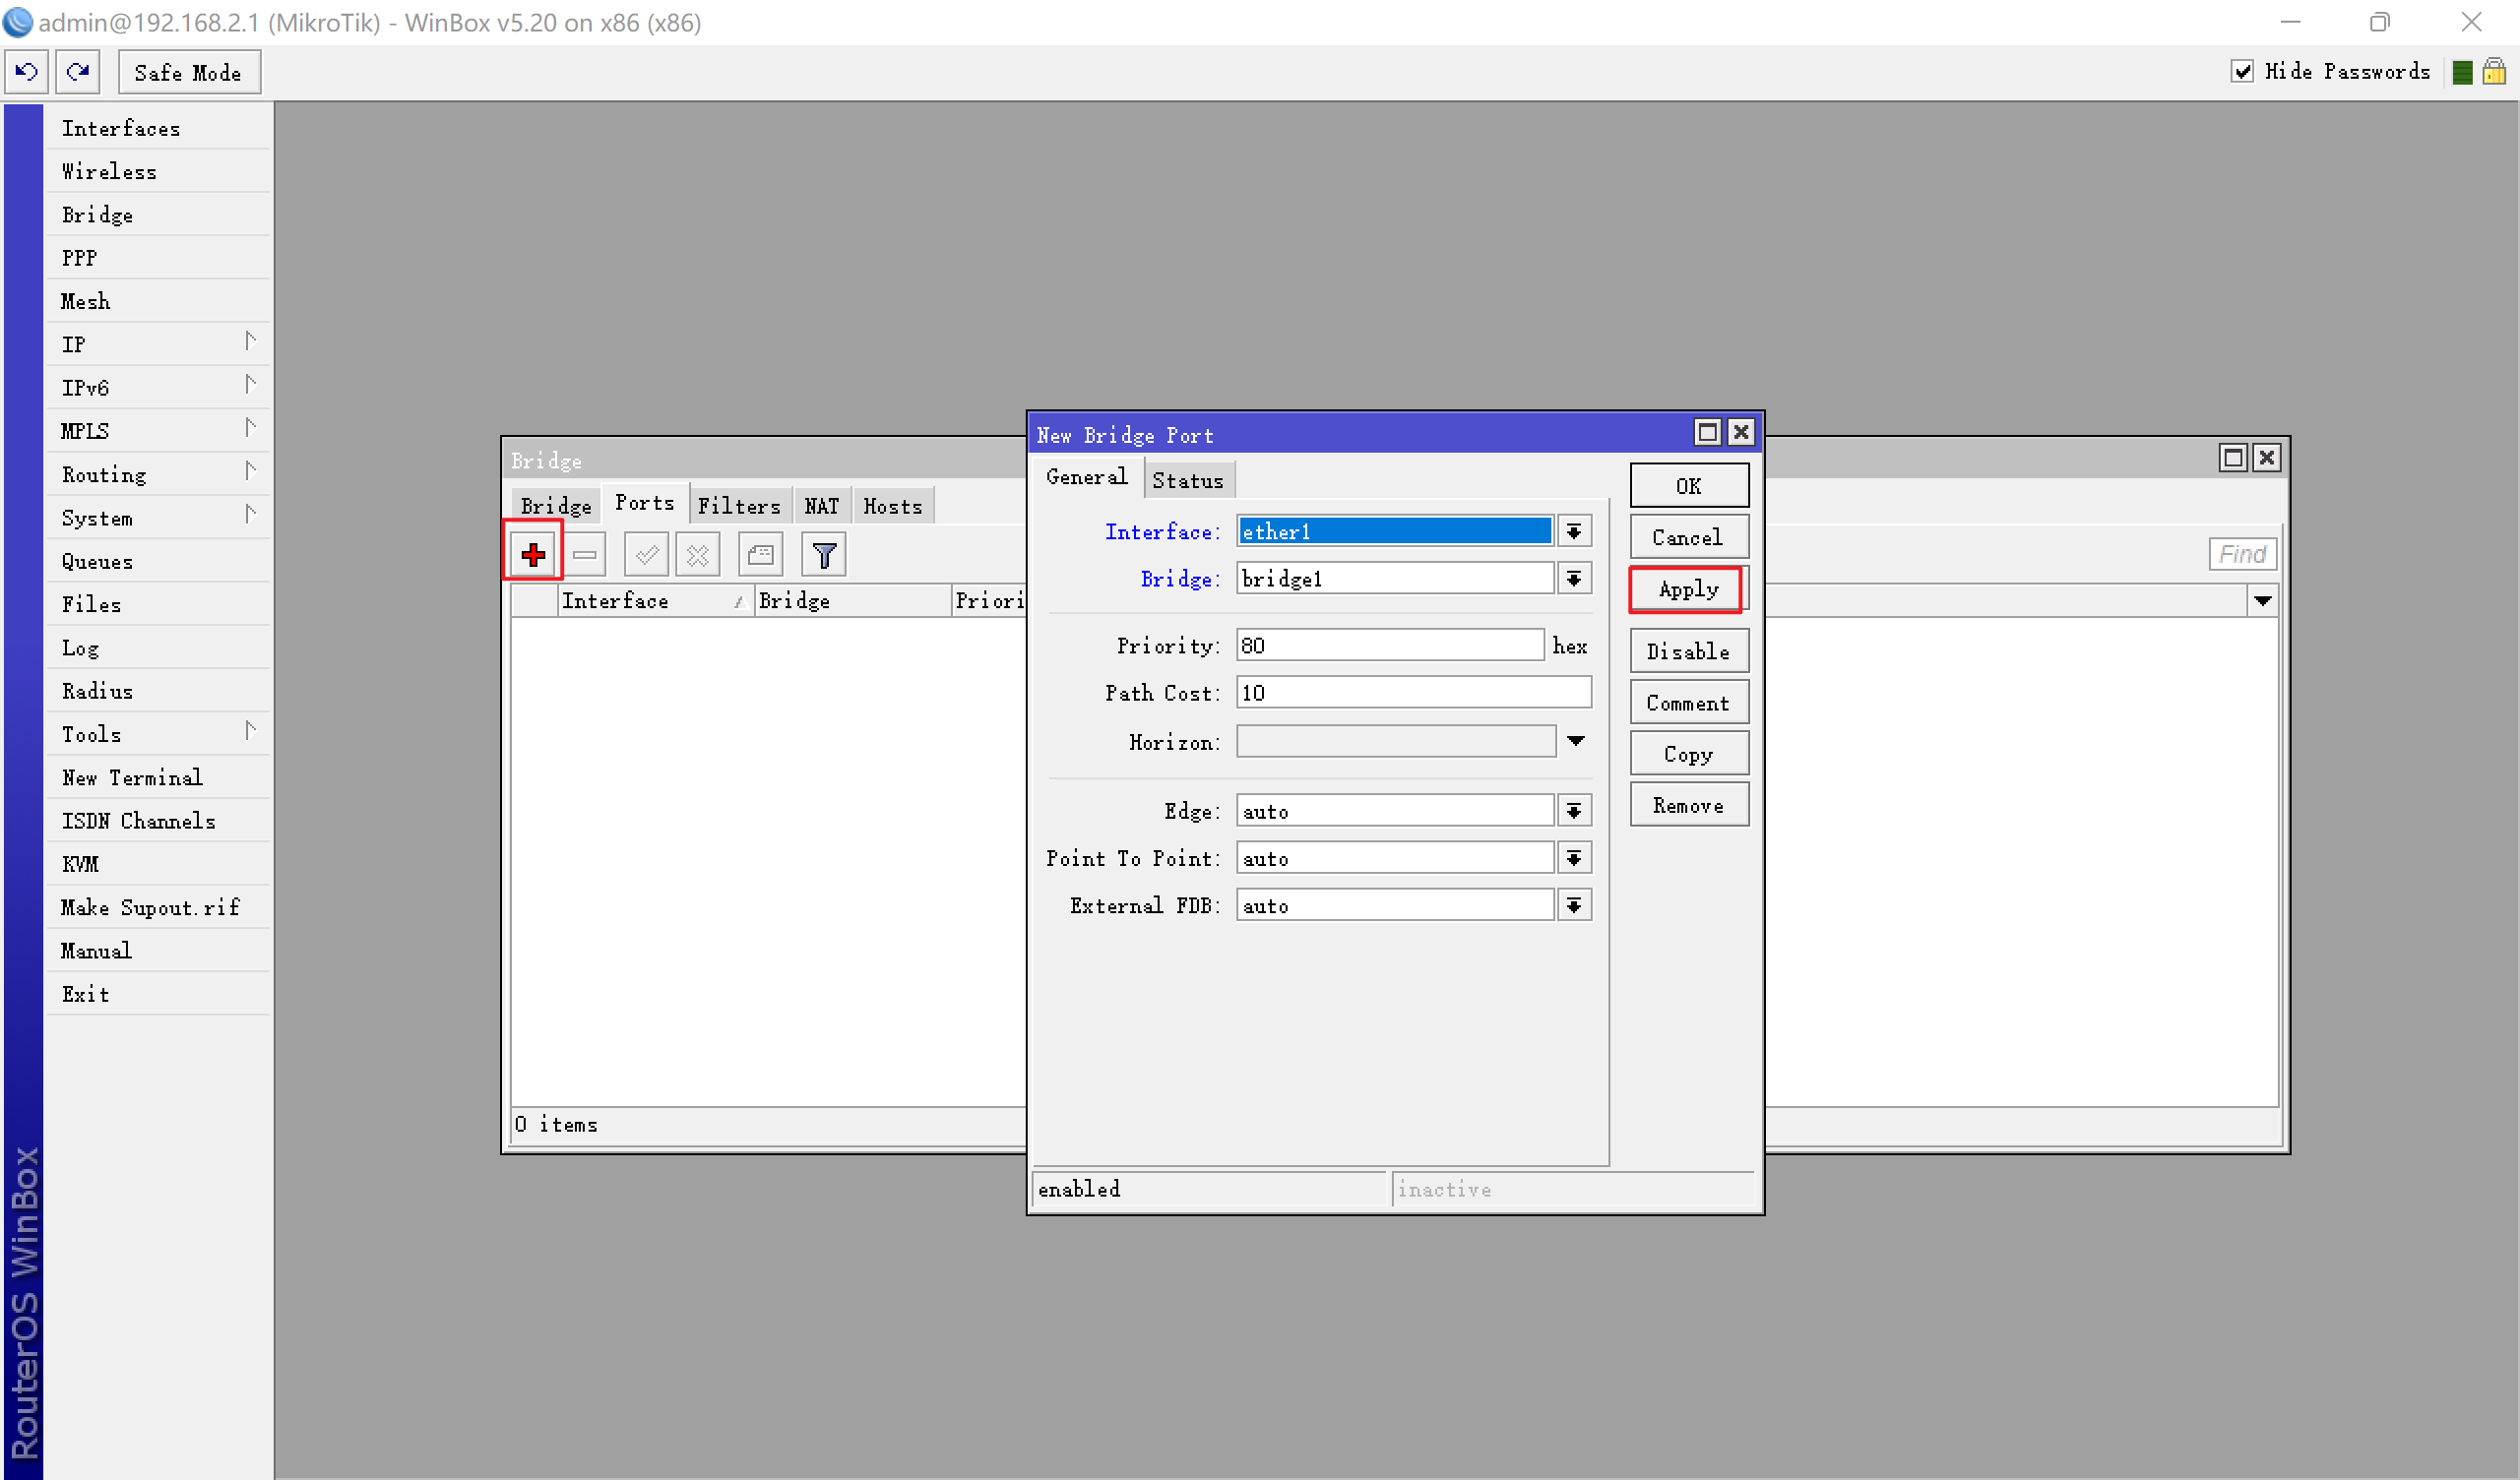 admin@192.168.2.1 (MikroTik) - WinBox v5.20 on x86 (x86)
Safe Mode
Hide Passwords
Interfaces
Wireless
Bridge
PPP
Mesh
IP
IPv6
MPLS
Routing
System
Queues
Files
Log
Radius
Tools
New Terminal
ISDN Channels
KVM
Make Supout.rif
Manual
Exit
RouterOS WinBox
Bridge
Bridge Ports Filters NAT Hosts
Find
Interface Bridge Priori
0 items
New Bridge Port
General Status
Interface: ether1
Bridge: bridge1
Priority: 80 hex
Path Cost: 10
Horizon:
Edge: auto
Point To Point: auto
External FDB: auto
OK
Cancel
Apply
Disable
Comment
Copy
Remove
enabled inactive